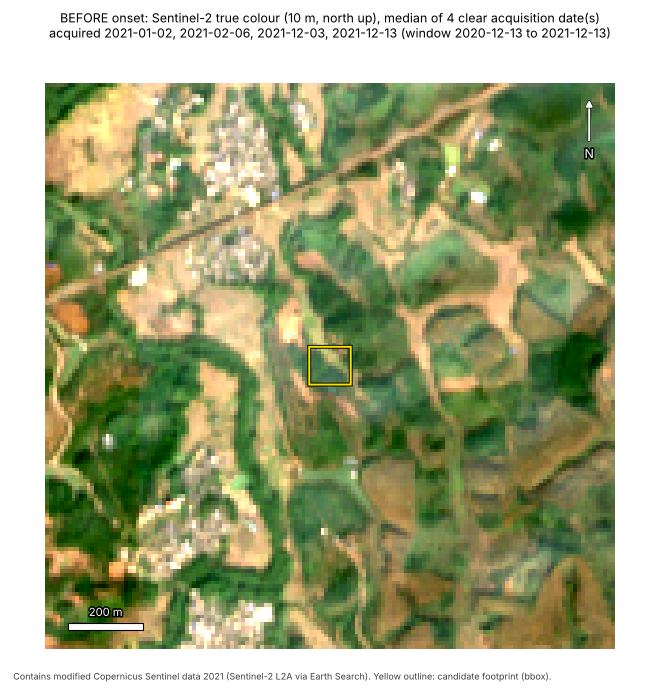 BEFORE onset: Sentinel-2 true colour (10 m, north up), median of 4 clear acquisition date(s)
acquired 2021-01-02, 2021-02-06, 2021-12-03, 2021-12-13 (window 2020-12-13 to 2021-12-13)
N
200 m
Contains modified Copernicus Sentinel data 2021 (Sentinel-2 L2A via Earth Search). Yellow outline: candidate footprint (bbox).